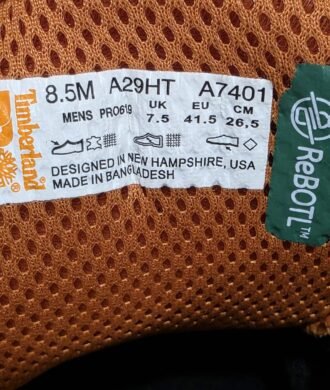 Timberland®
8.5M A29HT A7401
MENS PRO619 UK EU CM
7.5 41.5 26.5
DESIGNED IN NEW HAMPSHIRE, USA
MADE IN BANGLADESH
ReBOTL™